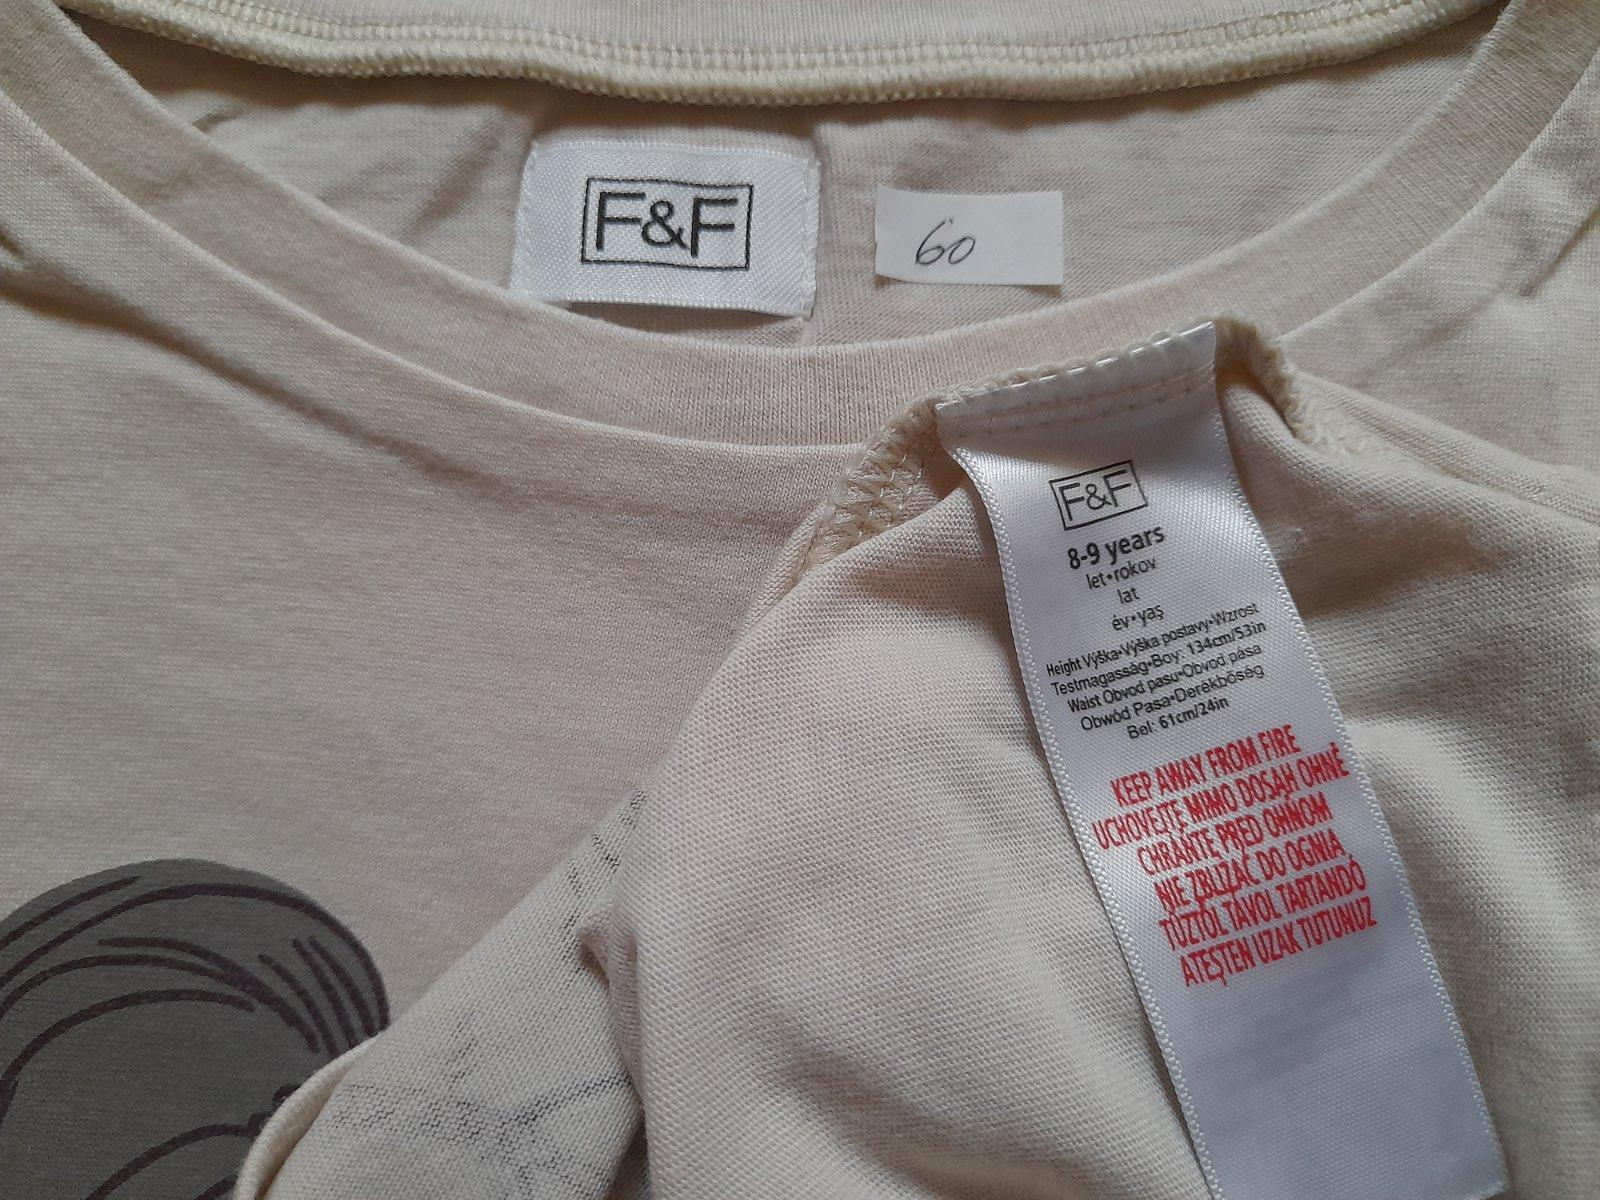 F&F
60
F&F
8-9 years
let•rokov
lat
év•yaş
Height Výška•Výška postavy•Wzrost
Testmagasság•Boy: 134cm/53in
Waist Obvod pasu•Obvod pása
Obwód Pasa•Derékbőség
Bel: 61cm/24in
KEEP AWAY FROM FIRE
UCHOVEJTE MIMO DOSAH OHNĚ
CHRÁŇTE PRED OHŇOM
NIE ZBLIŻAĆ DO OGNIA
TŰZTŐL TÁVOL TARTANDÓ
ATEŞTEN UZAK TUTUNUZ